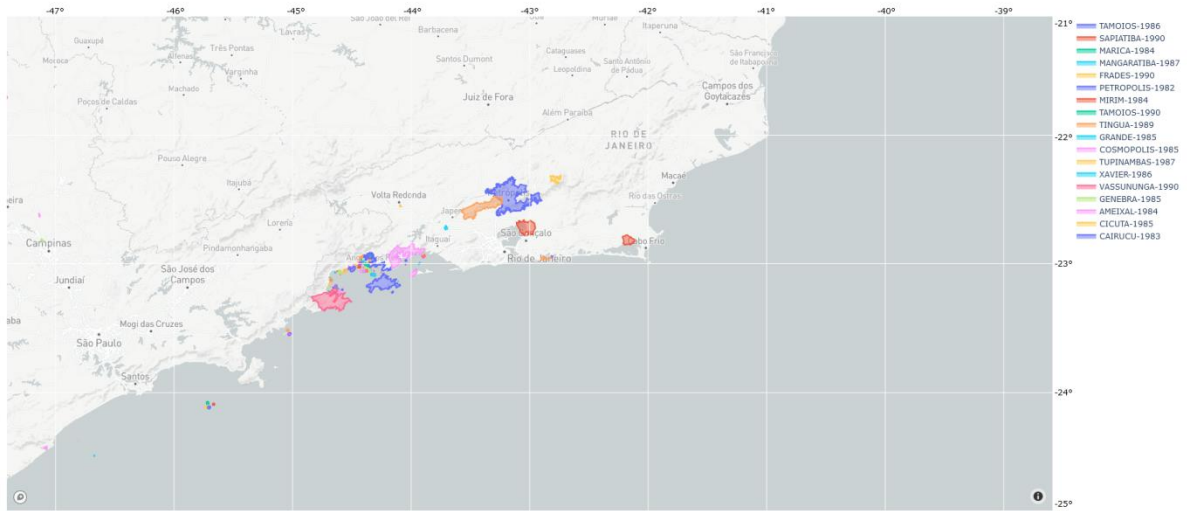 -47° -46° -45° -44° -43° -42° -41° -40° -39°
-21°
-22°
-23°
-24°
-25°
São João del Rei
Itaperuna
Guaxupé
Lavras
Barbacena
Três Pontas
Cataguases
São Francisco
de Itabapoana
Alfenas
Varginha
Santos Dumont
Leopoldina
Santo Antônio
de Pádua
Machado
Poços de Caldas
Juiz de Fora
Campos dos
Goytacazes
Além Paraíba
RIO DE
JANEIRO
Pouso Alegre
Itajubá
Macaé
Volta Redonda
Rio das Ostras
Lorena
Itaguaí
São Gonçalo
Cabo Frio
Campinas
Pindamonhangaba
Rio de Janeiro
Jundiaí
São José dos
Campos
Mogi das Cruzes
São Paulo
Santos
TAMOIOS-1986
SAPIATIBA-1990
MARICA-1984
MANGARATIBA-1987
FRADES-1990
PETROPOLIS-1982
MIRIM-1984
TAMOIOS-1990
TINGUA-1989
GRANDE-1985
COSMOPOLIS-1985
TUPINAMBAS-1987
XAVIER-1986
VASSUNUNGA-1990
GENEBRA-1985
AMEIXAL-1984
CICUTA-1985
CAIRUCU-1983